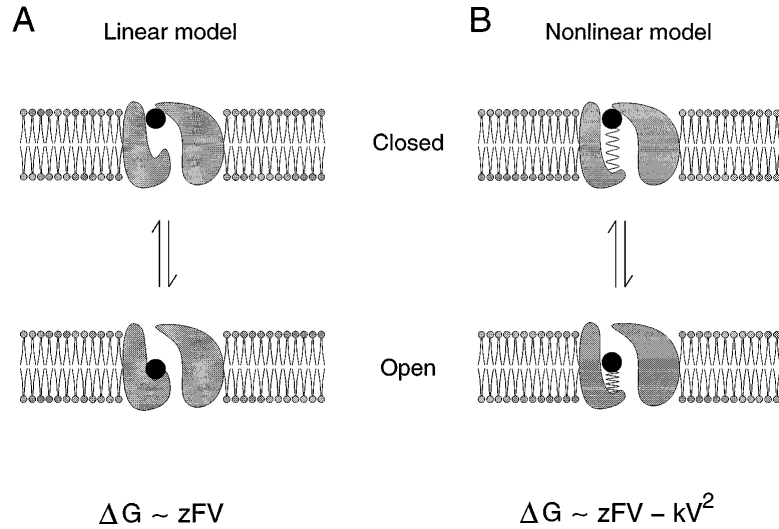 A
Linear model
B
Nonlinear model
Closed
Open
ΔG ~ zFV
ΔG ~ zFV − kV²